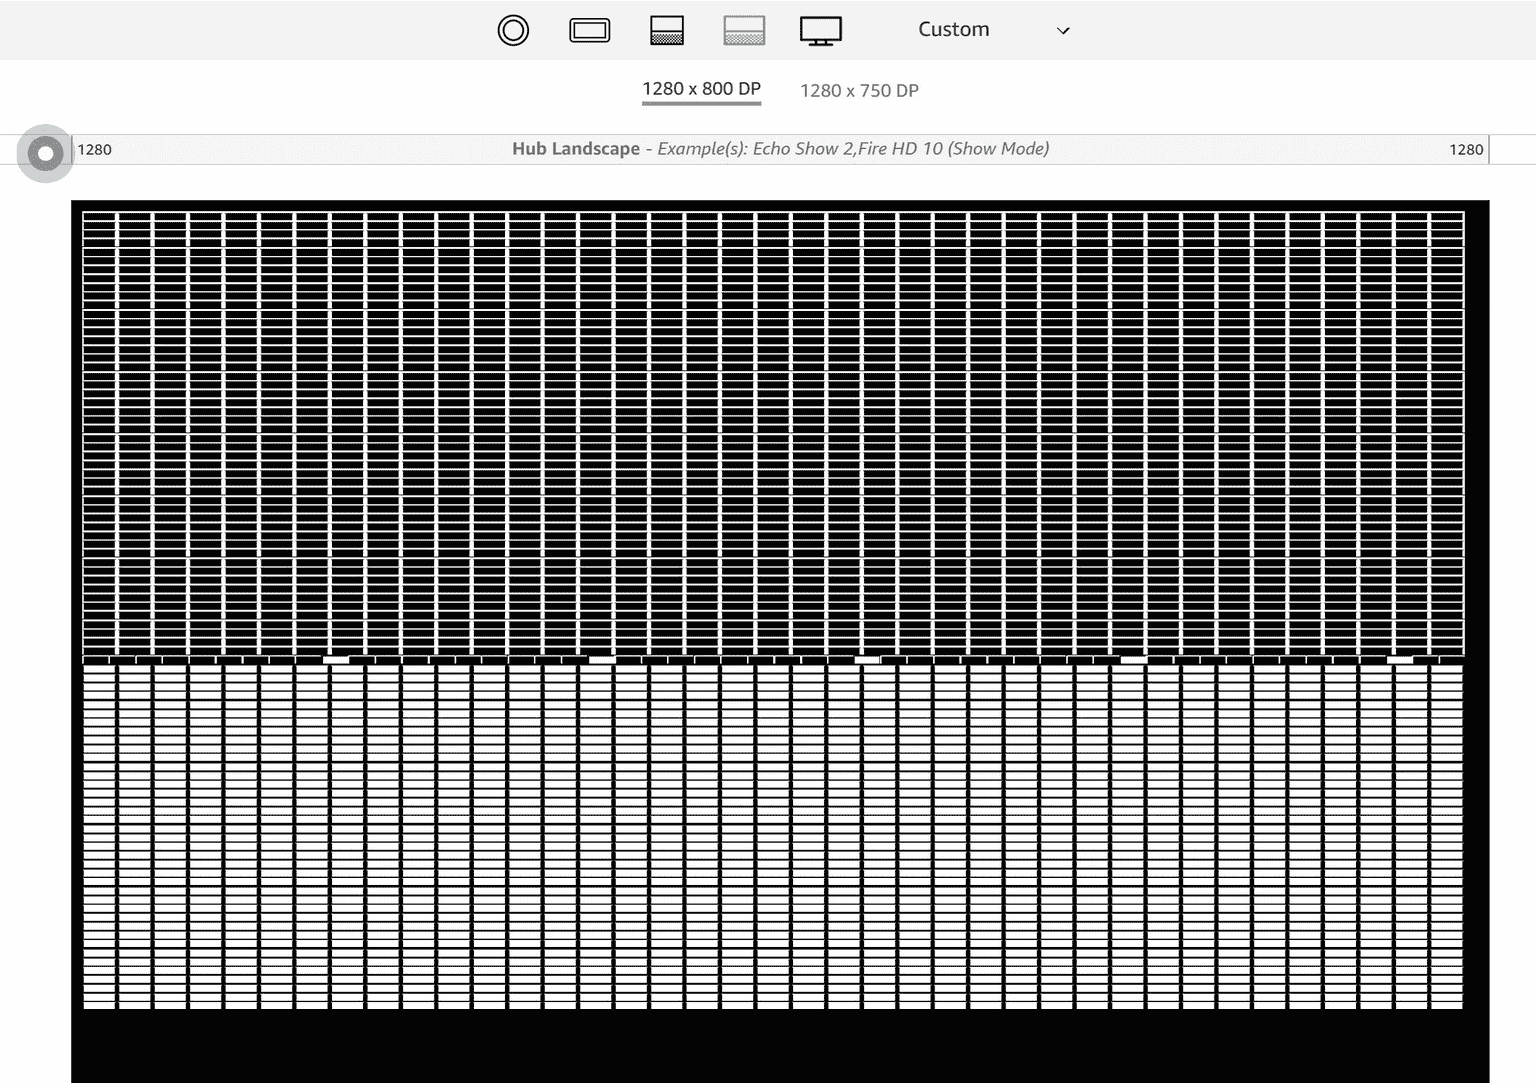 Custom
1280 x 800 DP
1280 x 750 DP
1280
Hub Landscape - Example(s): Echo Show 2,Fire HD 10 (Show Mode)
1280